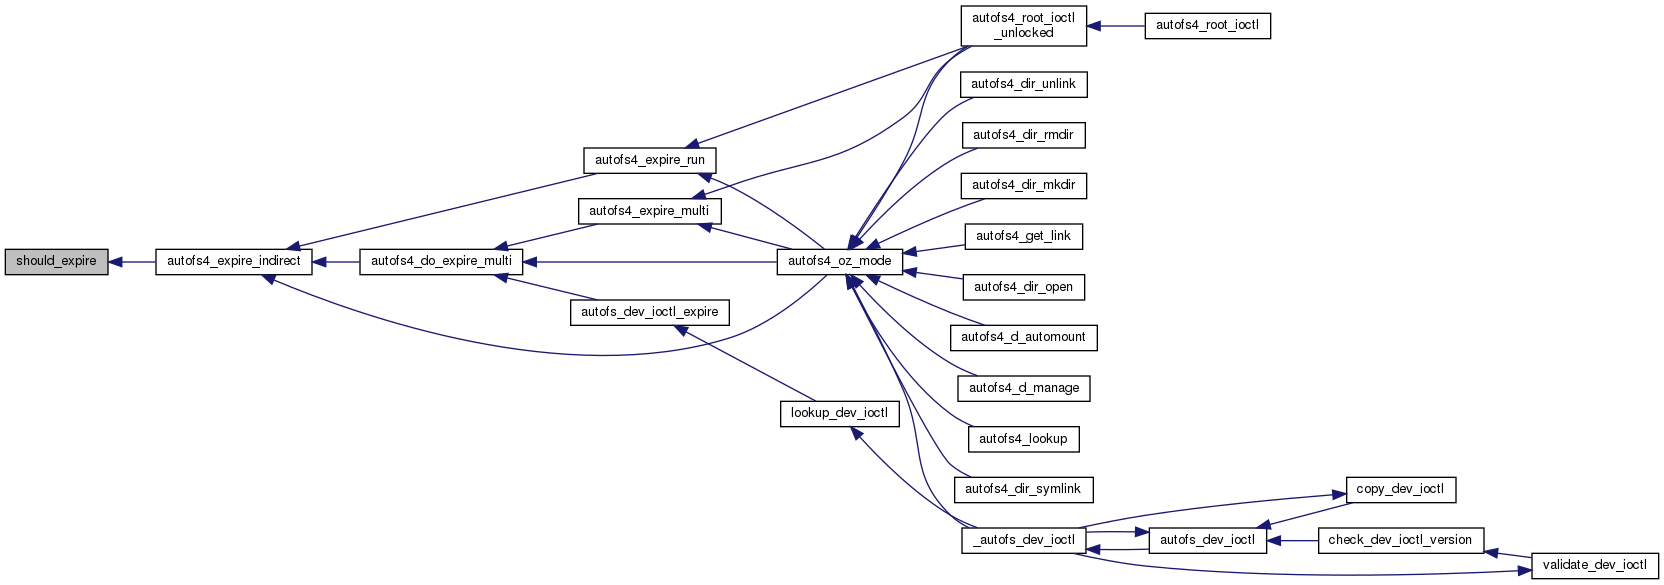 autofs4_root_ioctl
_unlocked
autofs4_root_ioctl
autofs4_dir_unlink
autofs4_dir_rmdir
autofs4_expire_run
autofs4_dir_mkdir
autofs4_expire_multi
autofs4_get_link
should_expire
autofs4_expire_indirect
autofs4_do_expire_multi
autofs4_oz_mode
autofs4_dir_open
autofs_dev_ioctl_expire
autofs4_d_automount
autofs4_d_manage
lookup_dev_ioctl
autofs4_lookup
autofs4_dir_symlink
copy_dev_ioctl
_autofs_dev_ioctl
autofs_dev_ioctl
check_dev_ioctl_version
validate_dev_ioctl